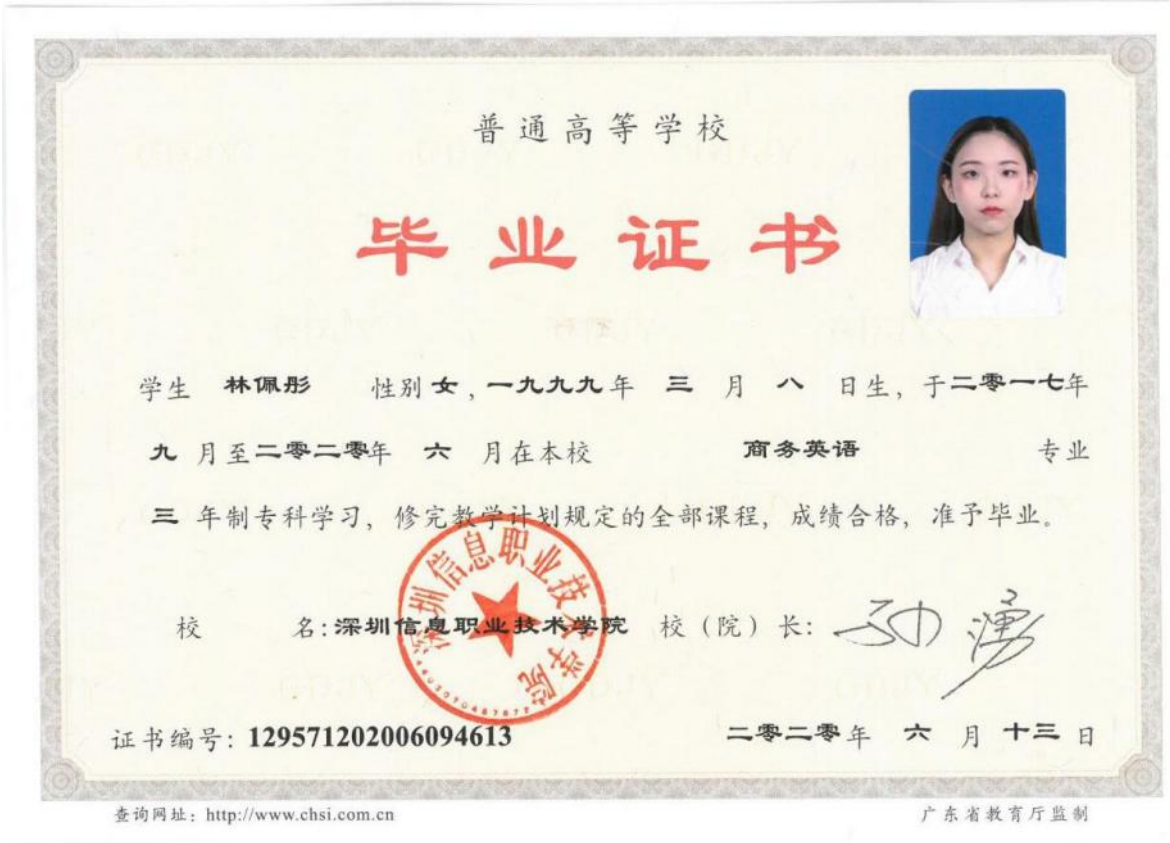 普通高等学校
毕业证书
学生 林佩彤 性别 女，一九九九年 三 月 八 日生，于二零一七年
九 月至二零二零年 六 月在本校 商务英语 专业
三 年制专科学习，修完教学计划规定的全部课程，成绩合格，准予毕业。
深圳信息职业技术学院
校 名：深圳信息职业技术学院 校（院）长：孙湧
证书编号：129571202006094613 二零二零年 六 月 十三 日
查询网址：http://www.chsi.com.cn 广东省教育厅监制